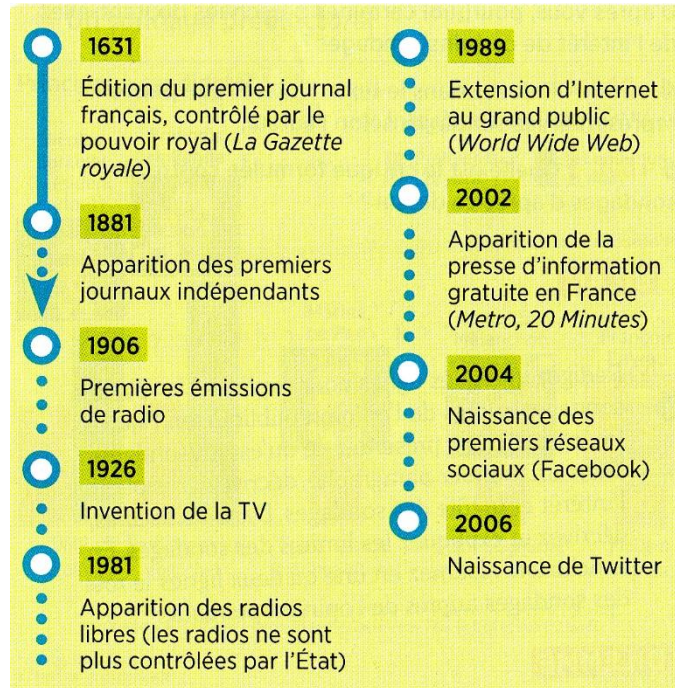 1631
Édition du premier journal
français, contrôlé par le
pouvoir royal (La Gazette
royale)
1881
Apparition des premiers
journaux indépendants
1906
Premières émissions
de radio
1926
Invention de la TV
1981
Apparition des radios
libres (les radios ne sont
plus contrôlées par l'État)
1989
Extension d'Internet
au grand public
(World Wide Web)
2002
Apparition de la
presse d'information
gratuite en France
(Metro, 20 Minutes)
2004
Naissance des
premiers réseaux
sociaux (Facebook)
2006
Naissance de Twitter